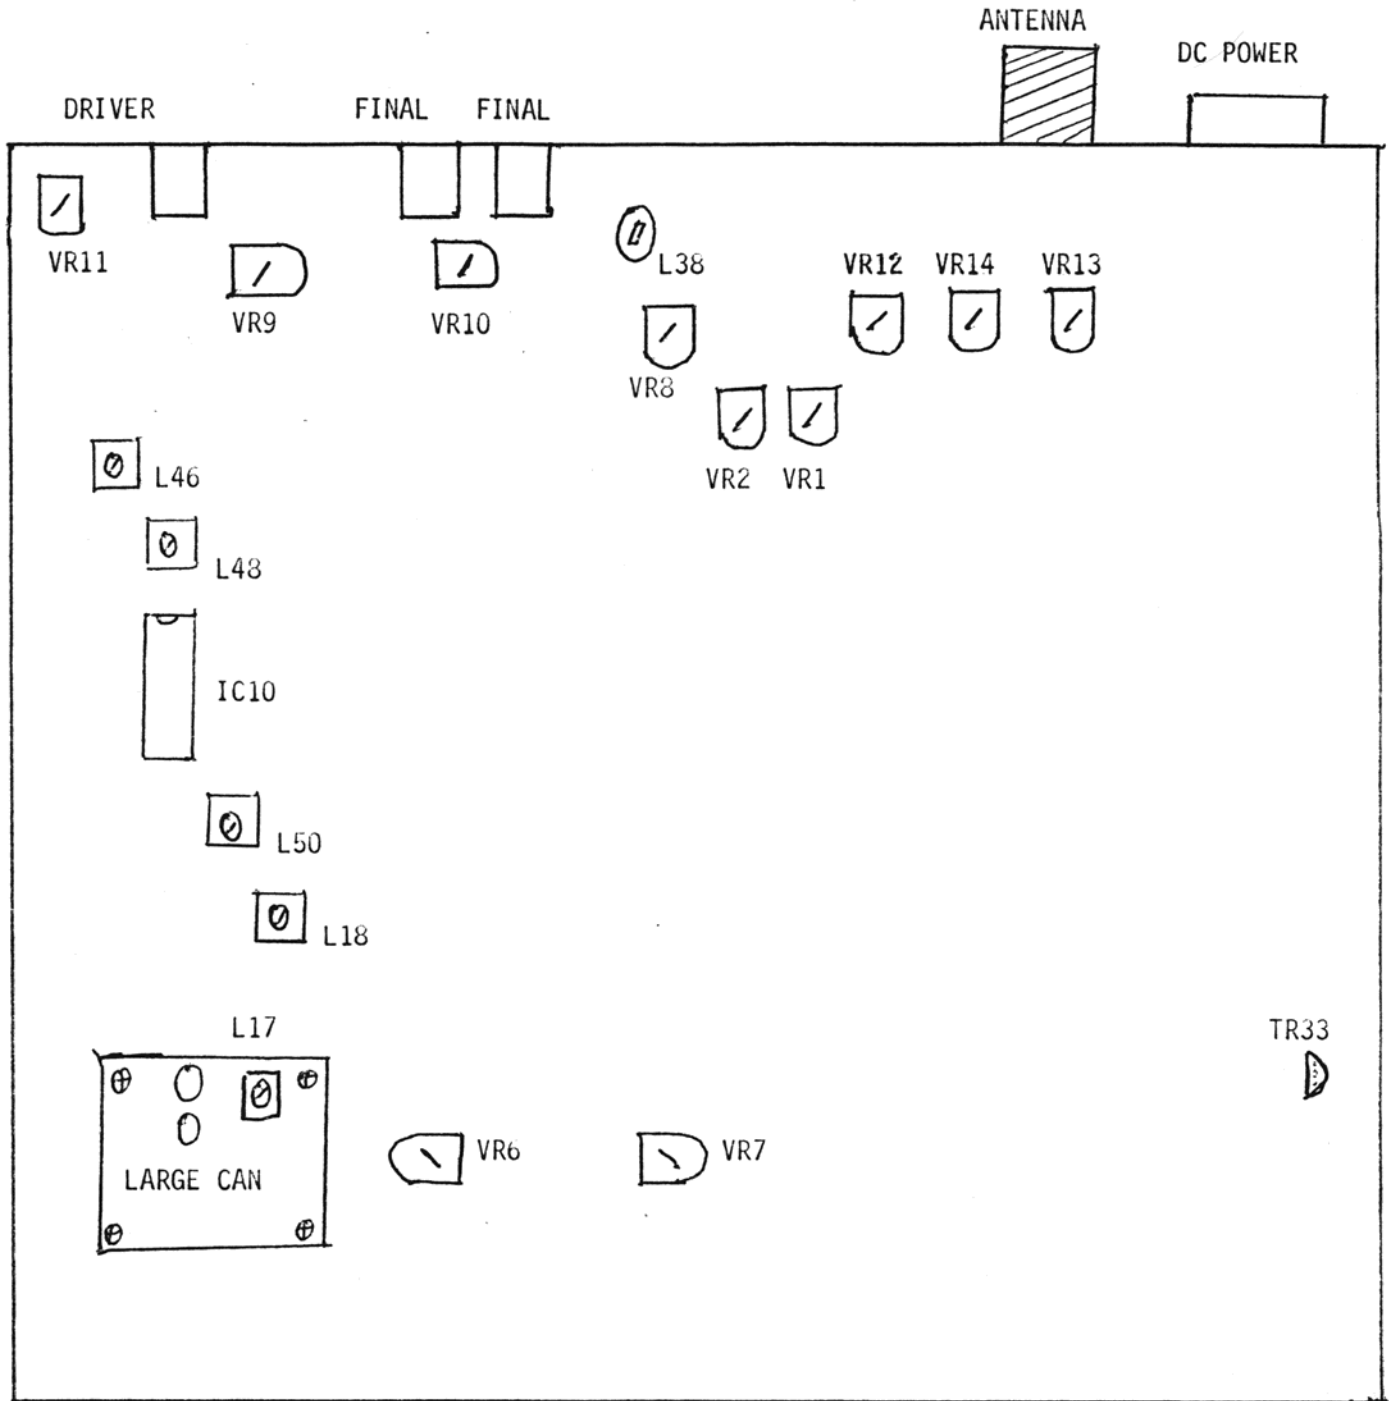 ANTENNA
DC POWER
DRIVER
FINAL
FINAL
VR11
VR9
VR10
L38
VR12
VR14
VR13
VR8
VR2
VR1
L46
L48
IC10
L50
L18
L17
TR33
VR6
VR7
LARGE CAN